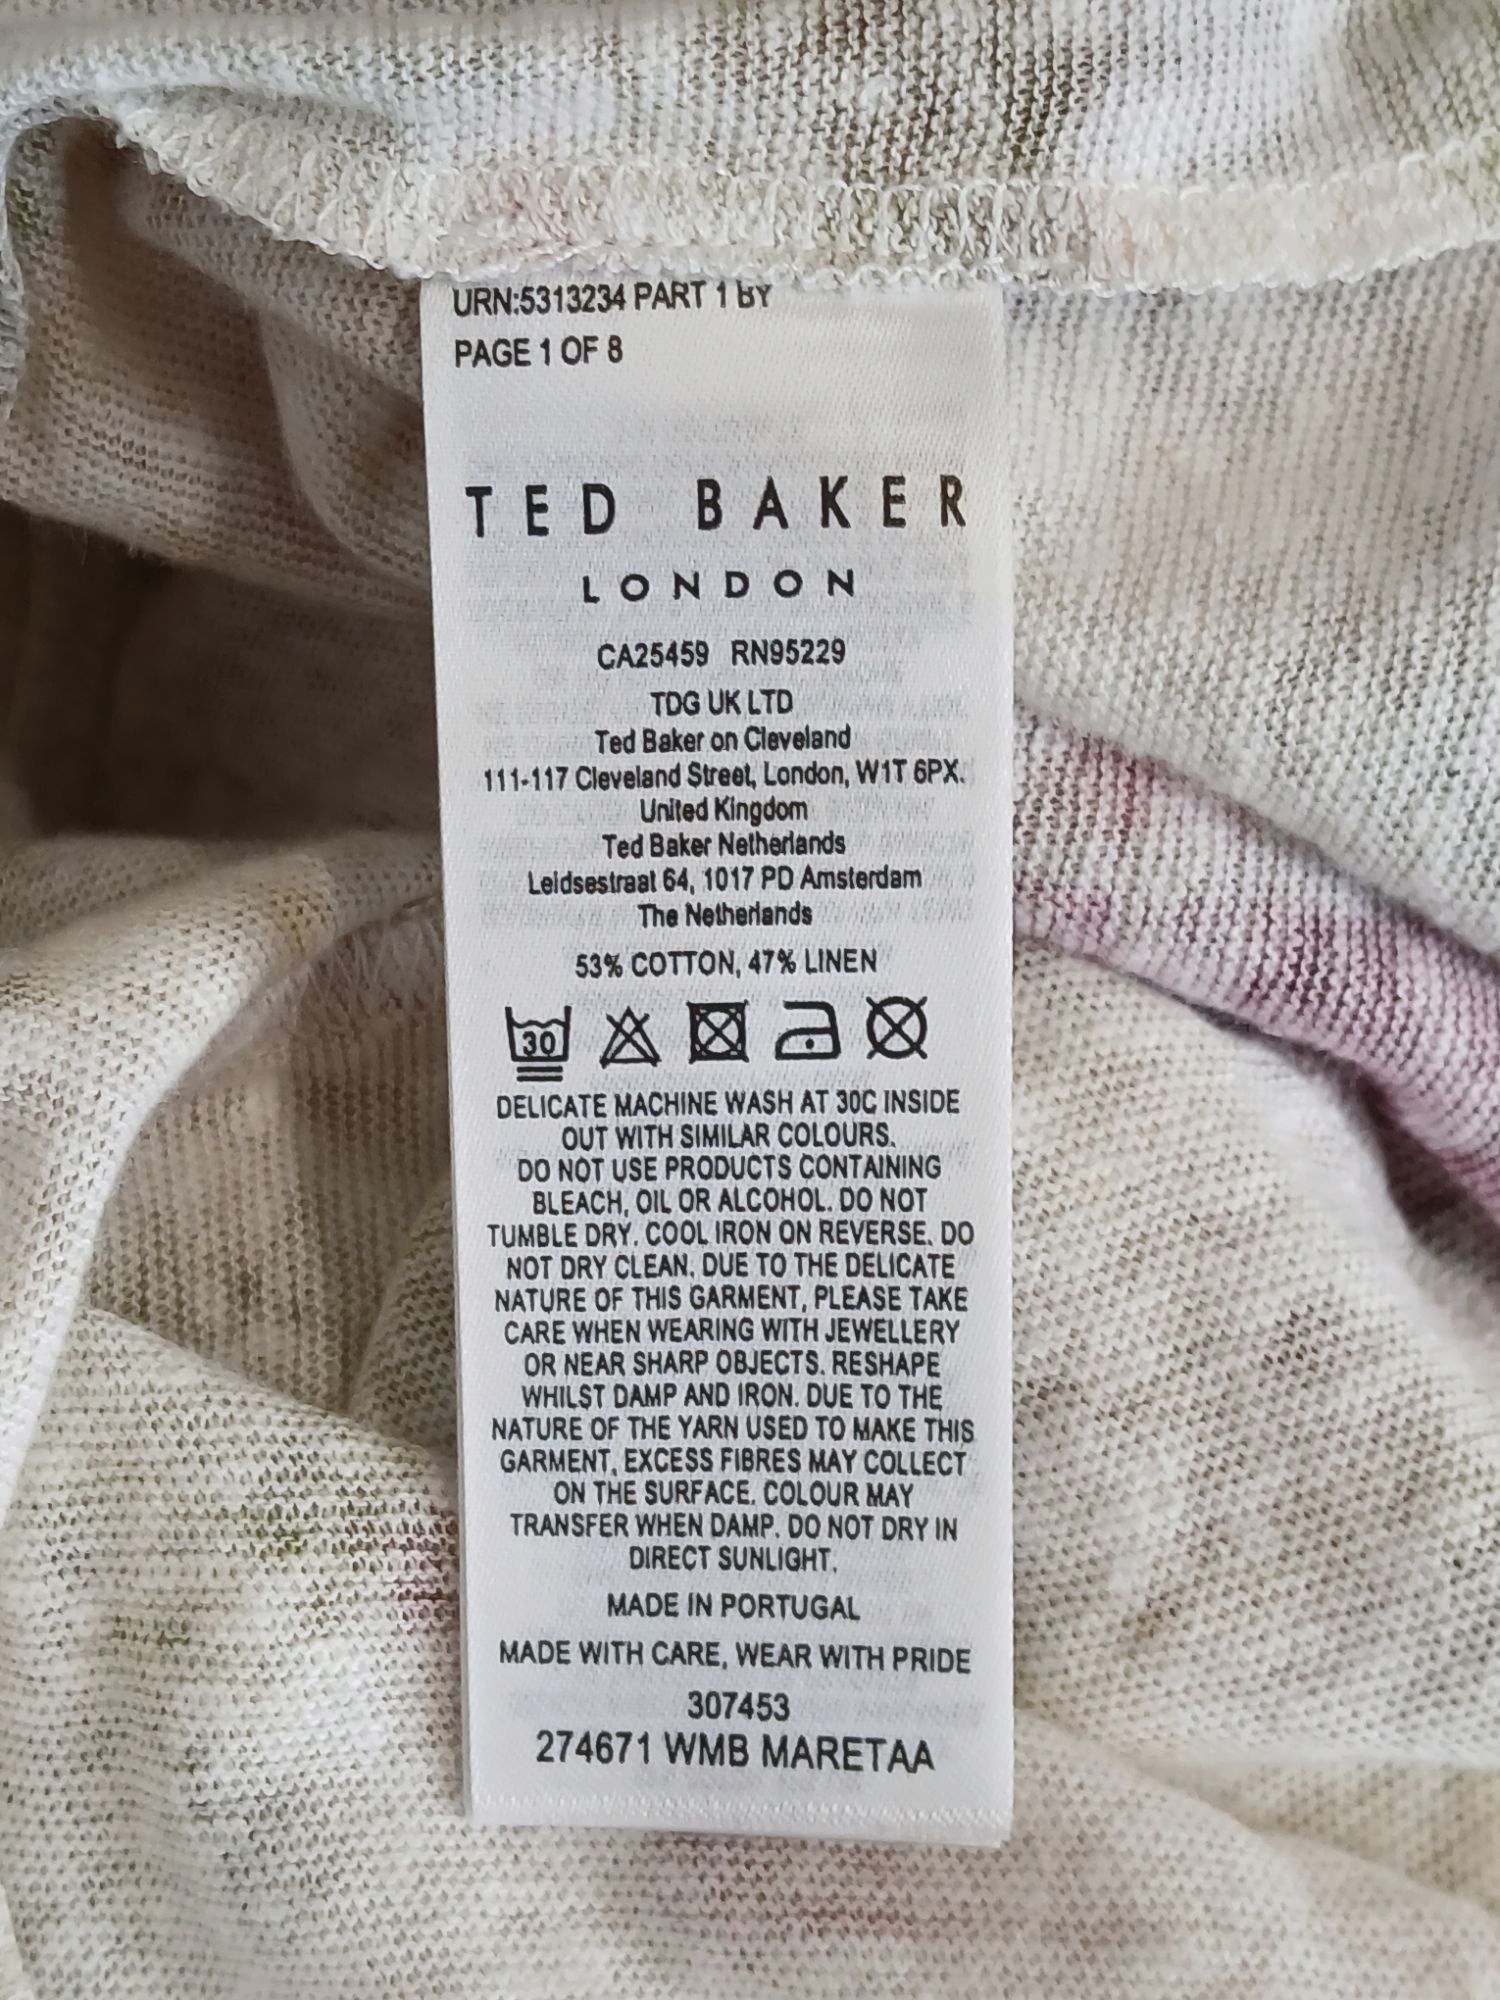 URN:5313234 PART 1 BY
PAGE 1 OF 8
TED BAKER
LONDON
CA25459 RN95229
TDG UK LTD
Ted Baker on Cleveland
111-117 Cleveland Street, London, W1T 6PX.
United Kingdom
Ted Baker Netherlands
Leidsestraat 64, 1017 PD Amsterdam
The Netherlands
53% COTTON, 47% LINEN
30
DELICATE MACHINE WASH AT 30C INSIDE
OUT WITH SIMILAR COLOURS.
DO NOT USE PRODUCTS CONTAINING
BLEACH, OIL OR ALCOHOL. DO NOT
TUMBLE DRY. COOL IRON ON REVERSE. DO
NOT DRY CLEAN. DUE TO THE DELICATE
NATURE OF THIS GARMENT, PLEASE TAKE
CARE WHEN WEARING WITH JEWELLERY
OR NEAR SHARP OBJECTS. RESHAPE
WHILST DAMP AND IRON. DUE TO THE
NATURE OF THE YARN USED TO MAKE THIS
GARMENT, EXCESS FIBRES MAY COLLECT
ON THE SURFACE. COLOUR MAY
TRANSFER WHEN DAMP. DO NOT DRY IN
DIRECT SUNLIGHT.
MADE IN PORTUGAL
MADE WITH CARE, WEAR WITH PRIDE
307453
274671 WMB MARETAA